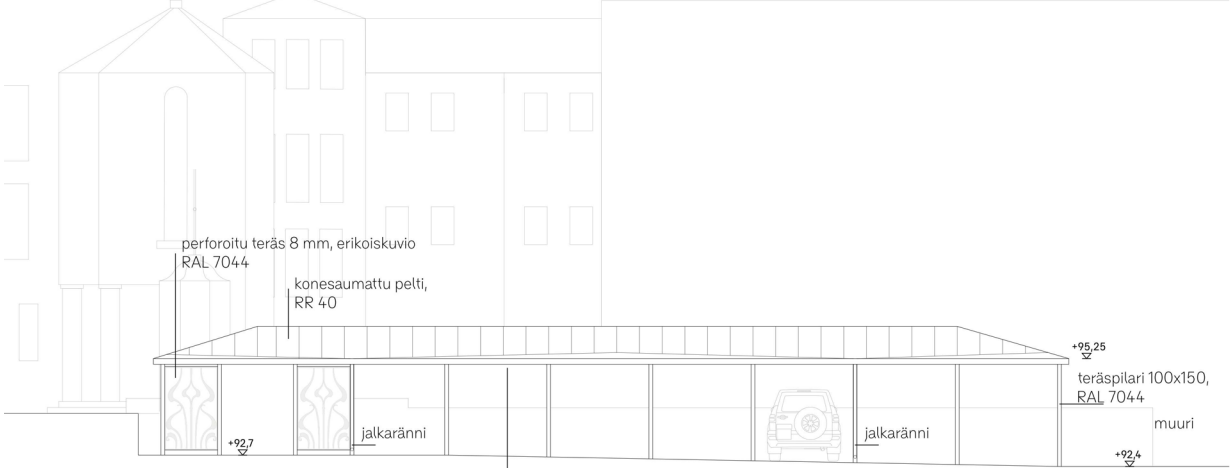 perforoitu teräs 8 mm, erikoiskuvio
RAL 7044
konesaumattu pelti,
RR 40
+95,25
teräspilari 100x150,
RAL 7044
muuri
jalkaränni
jalkaränni
+92,7
+92,4